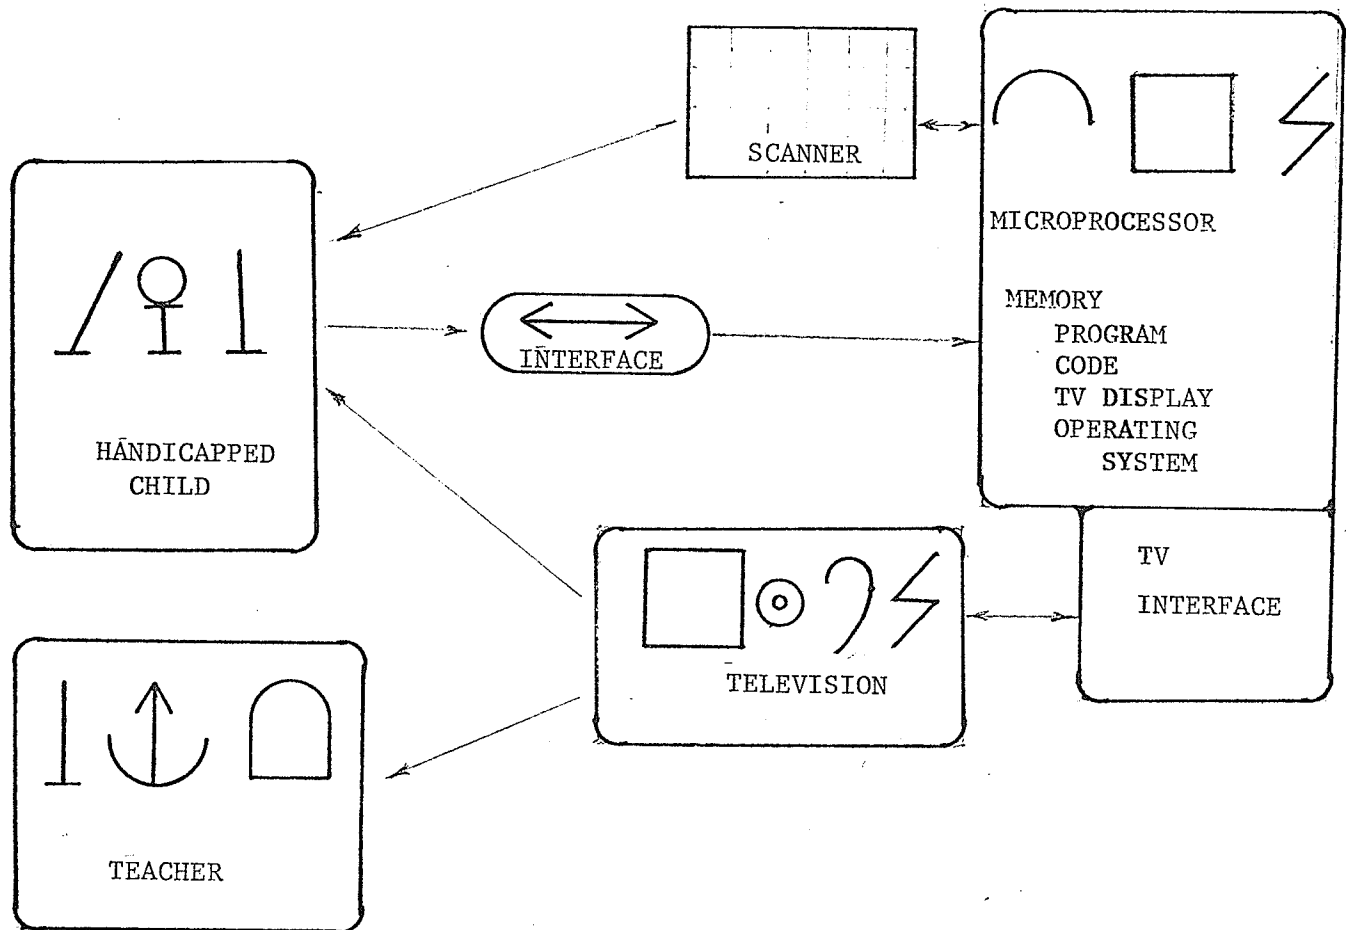 SCANNER
MICROPROCESSOR
MEMORY
PROGRAM
CODE
TV DISPLAY
OPERATING
SYSTEM
INTERFACE
HANDICAPPED
CHILD
TV
INTERFACE
TELEVISION
TEACHER